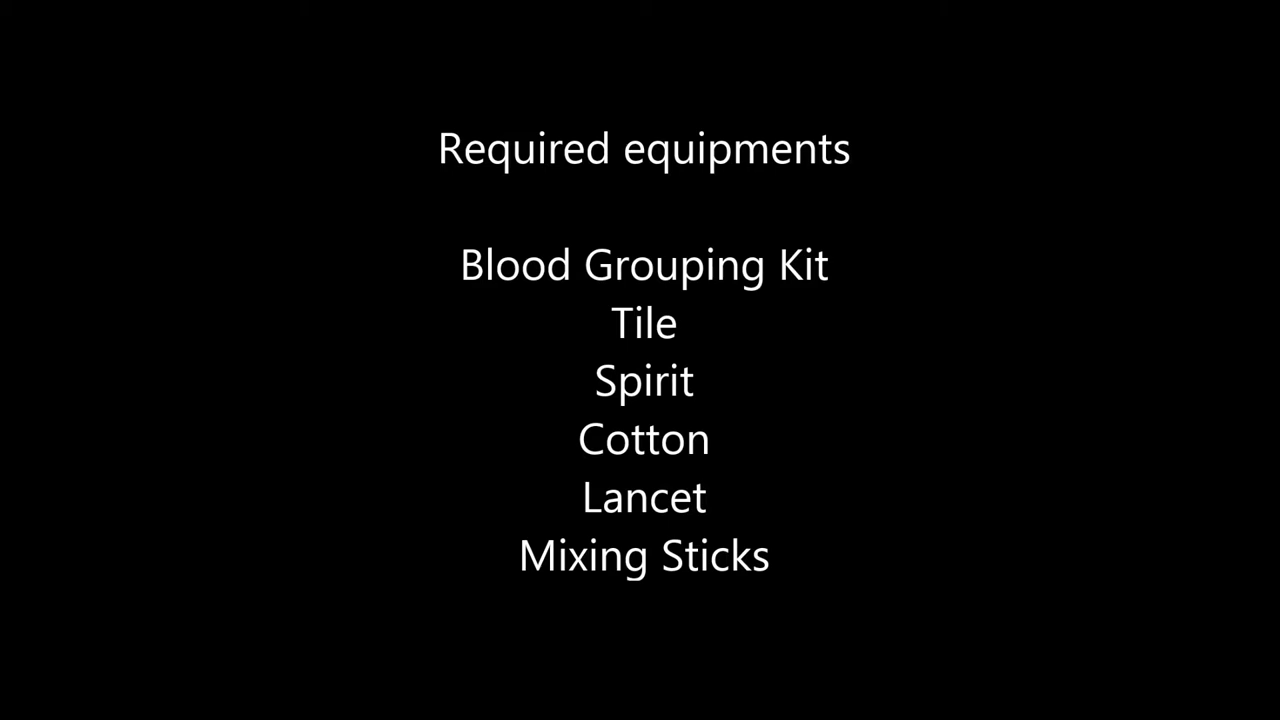 Required equipments
Blood Grouping Kit
Tile
Spirit
Cotton
Lancet
Mixing Sticks